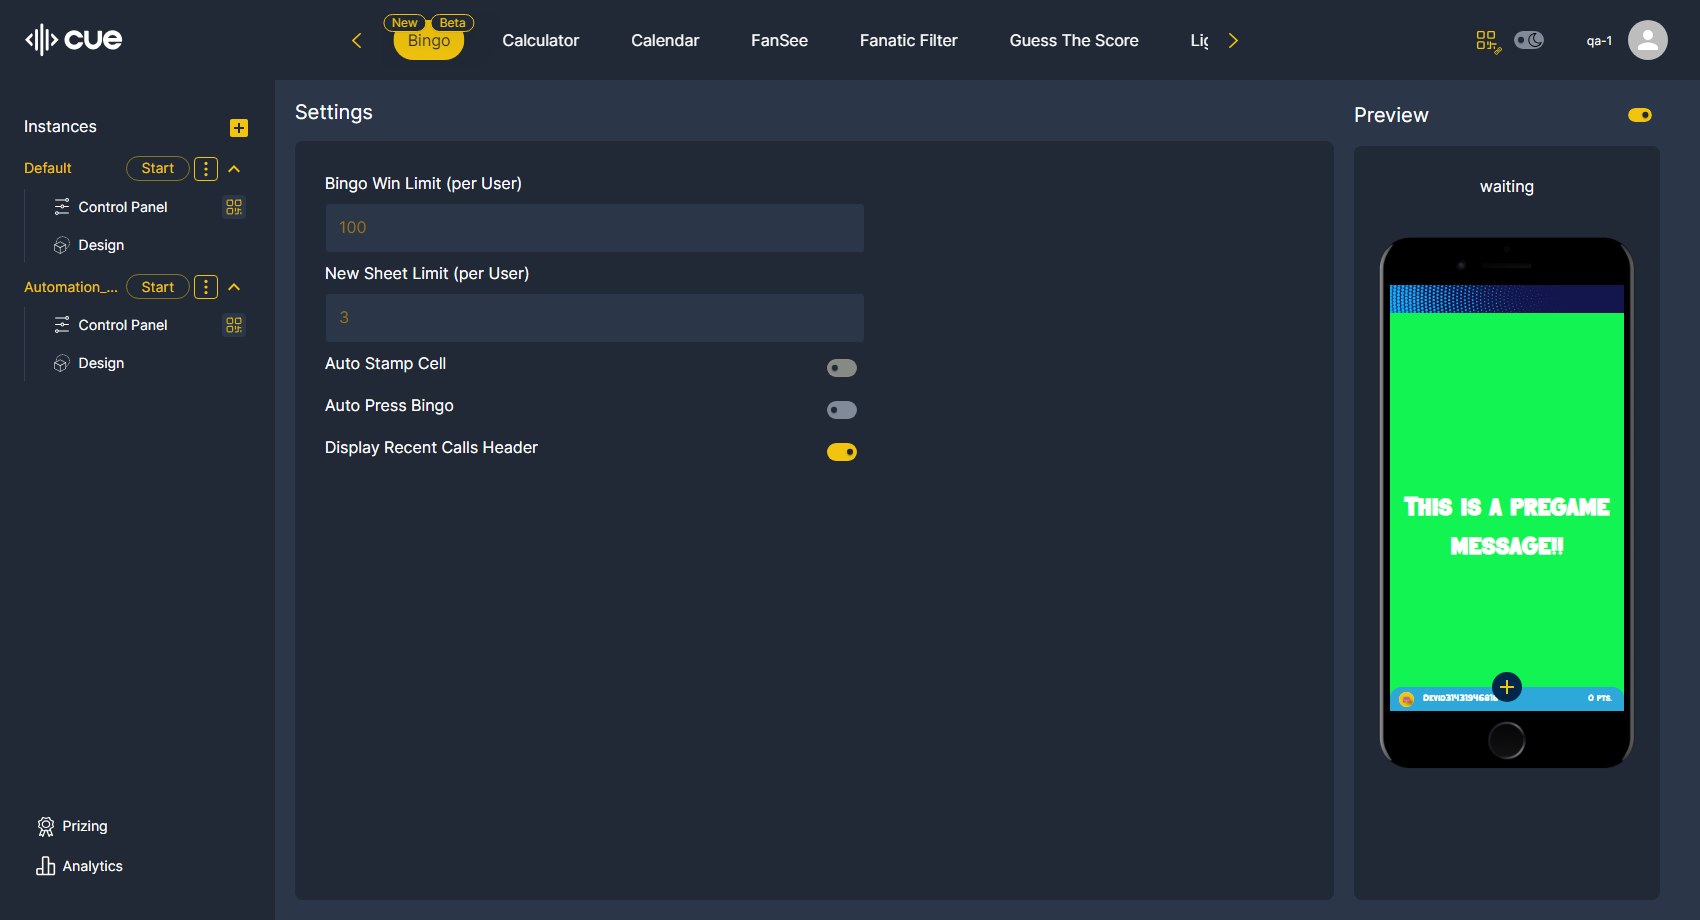 cue
New Beta
Bingo
Calculator
Calendar
FanSee
Fanatic Filter
Guess The Score
qa-1
Instances
Default
Start
Control Panel
Design
Automation_...
Start
Control Panel
Design
Prizing
Analytics
Settings
Bingo Win Limit (per User)
100
New Sheet Limit (per User)
3
Auto Stamp Cell
Auto Press Bingo
Display Recent Calls Header
Preview
waiting
THIS IS A PREGAME
MESSAGE!!
0 PTS.